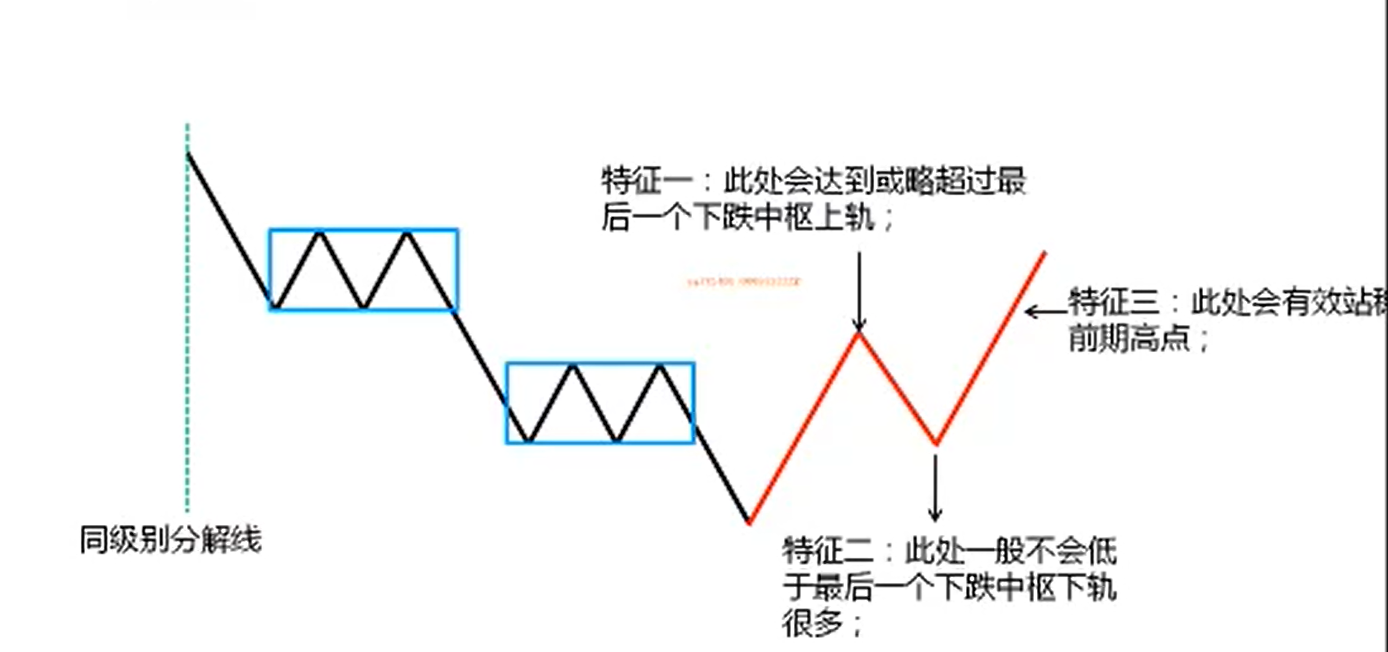 特征一：此处会达到或略超过最
后一个下跌中枢上轨；
特征三：此处会有效站稳
前期高点；
同级别分解线
特征二：此处一般不会低
于最后一个下跌中枢下轨
很多；